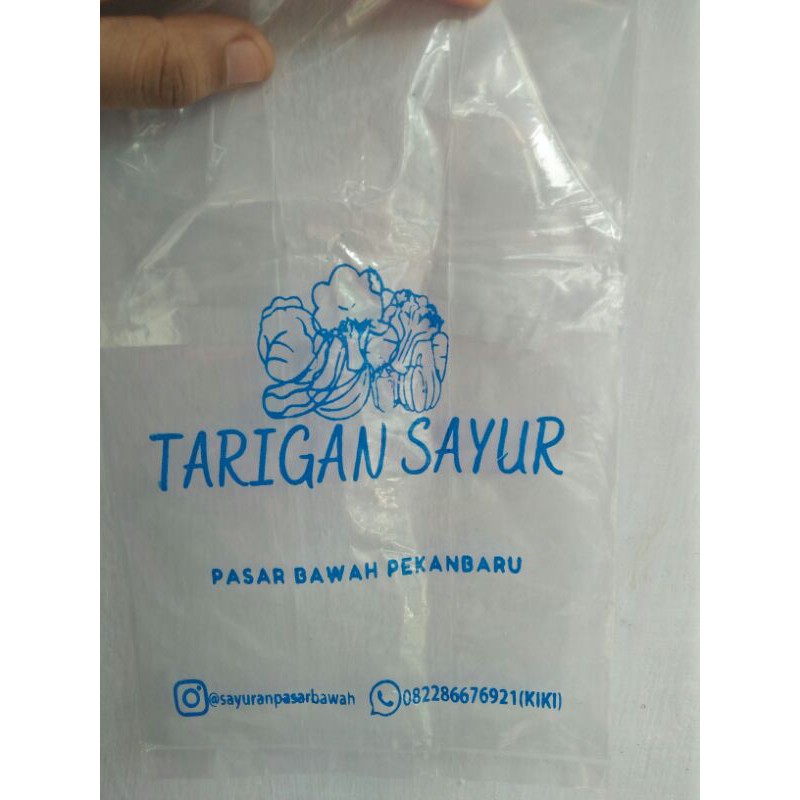 TARIGAN SAYUR
PASAR BAWAH PEKANBARU
@sayuranpasarbawah 082286676921(KIKI)